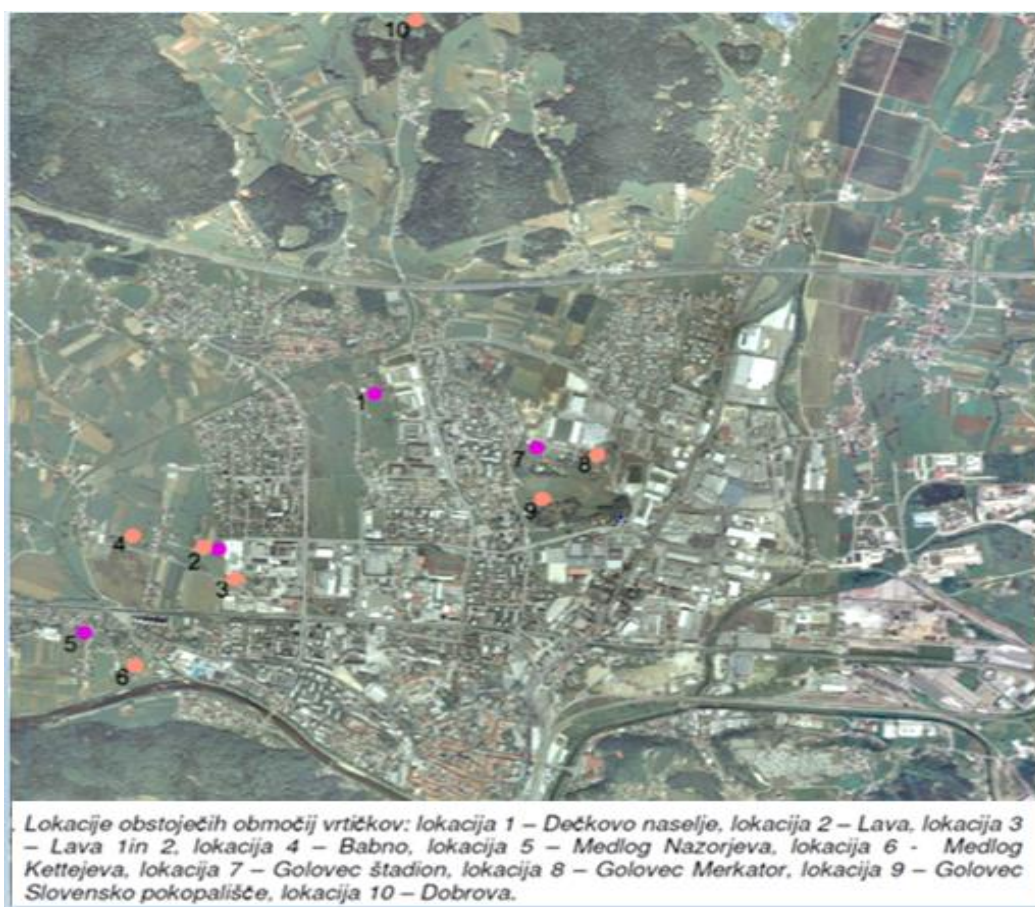 10
1
7
8
9
4
2
3
5
6
Lokacije obstoječih območij vrtičkov: lokacija 1 – Dečkovo naselje, lokacija 2 – Lava, lokacija 3
– Lava 1in 2, lokacija 4 – Babno, lokacija 5 – Medlog Nazorjeva, lokacija 6 - Medlog
Kettejeva, lokacija 7 – Golovec štadion, lokacija 8 – Golovec Merkator, lokacija 9 – Golovec
Slovensko pokopališče, lokacija 10 – Dobrova.